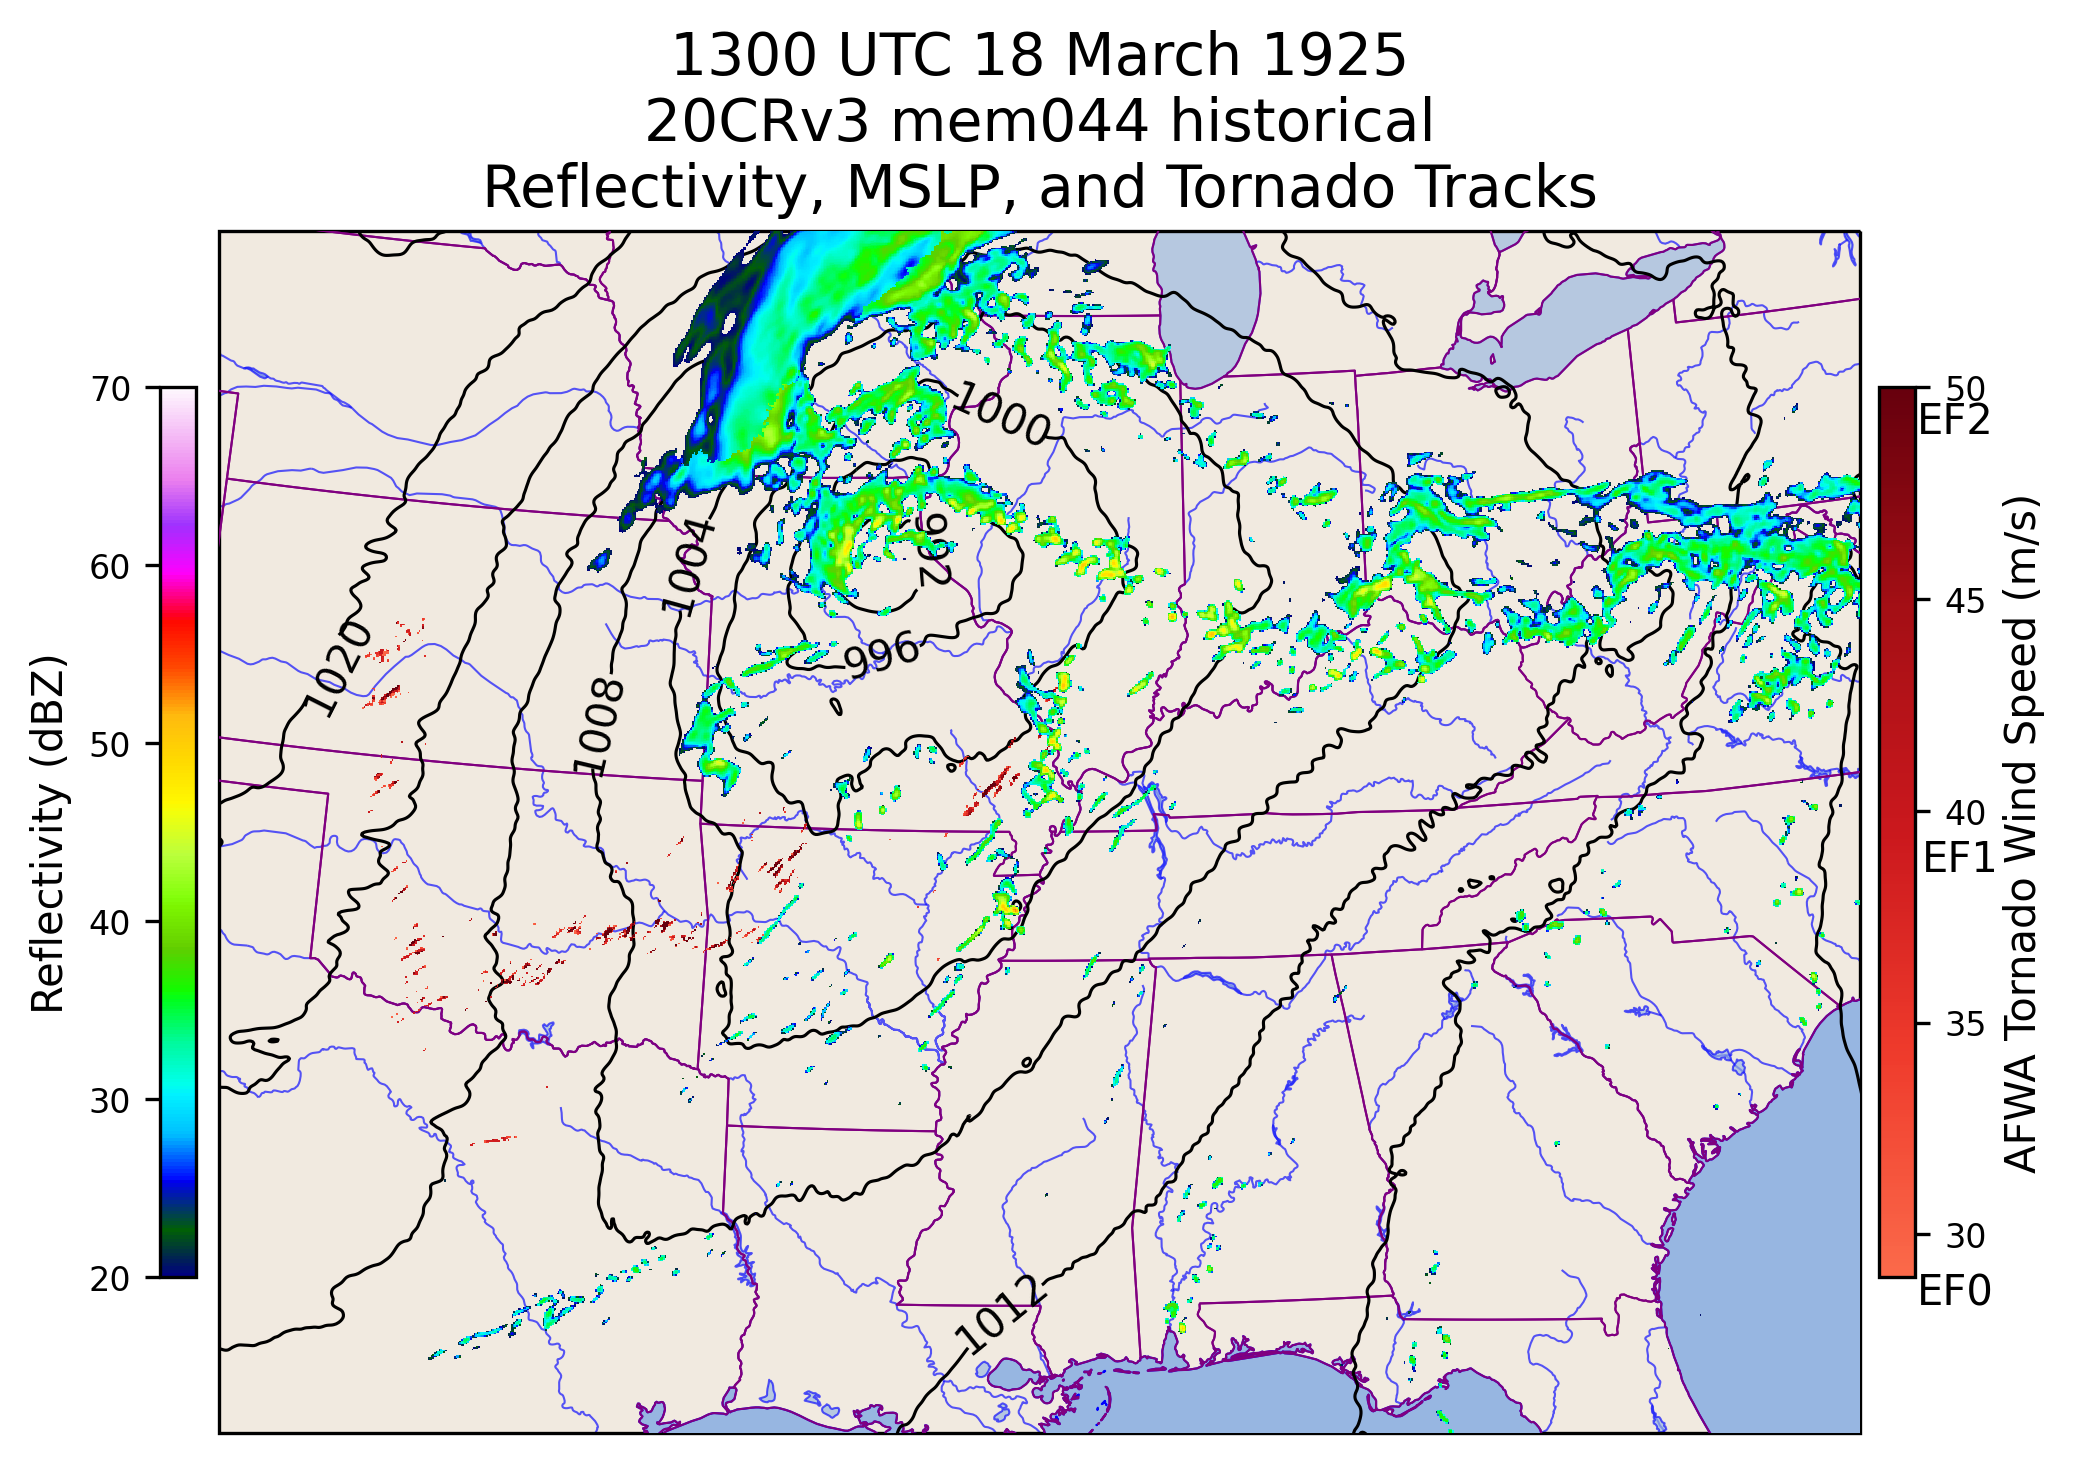 1300 UTC 18 March 1925
20CRv3 mem044 historical
Reflectivity, MSLP, and Tornado Tracks
Reflectivity (dBZ)
70
60
50
40
30
20
1000
992
1004
996
1020
1008
1012
50
EF2
45
40
EF1
35
30
EF0
AFWA Tornado Wind Speed (m/s)